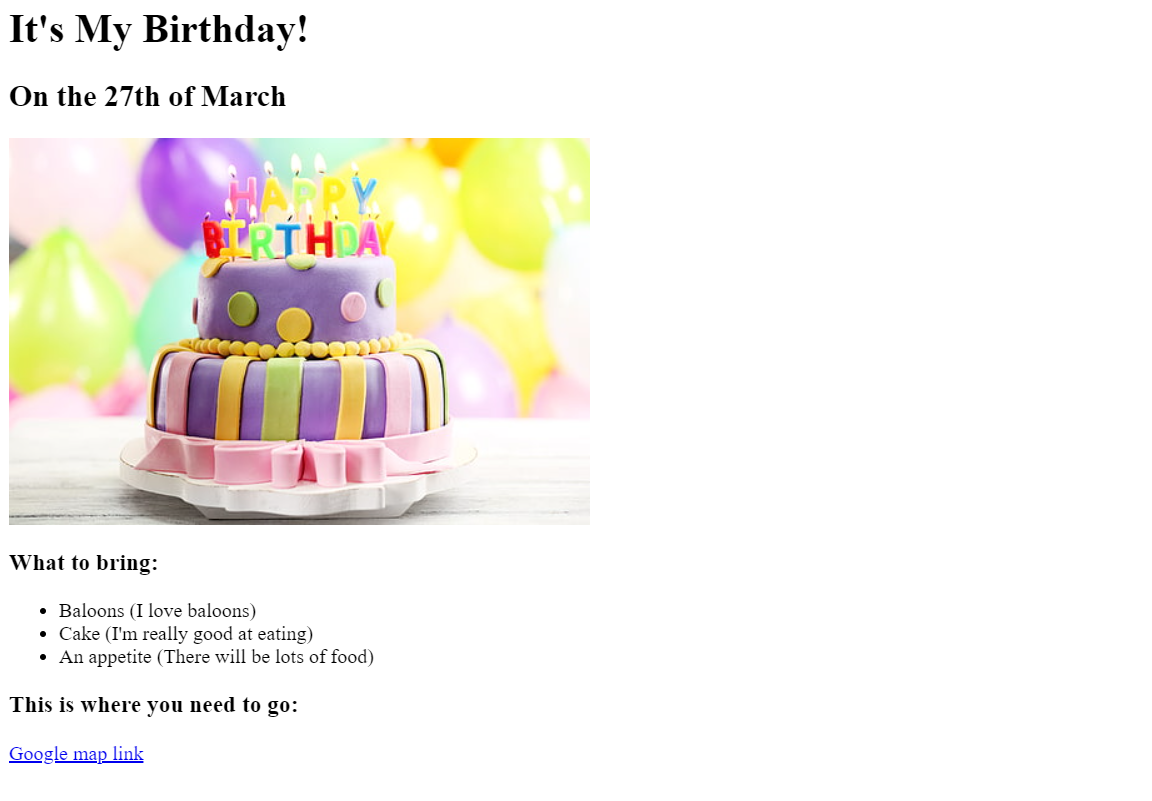 It's My Birthday!
On the 27th of March
HAPPY
BIRTHDAY
What to bring:
Baloons (I love baloons)
Cake (I'm really good at eating)
An appetite (There will be lots of food)
This is where you need to go:
Google map link